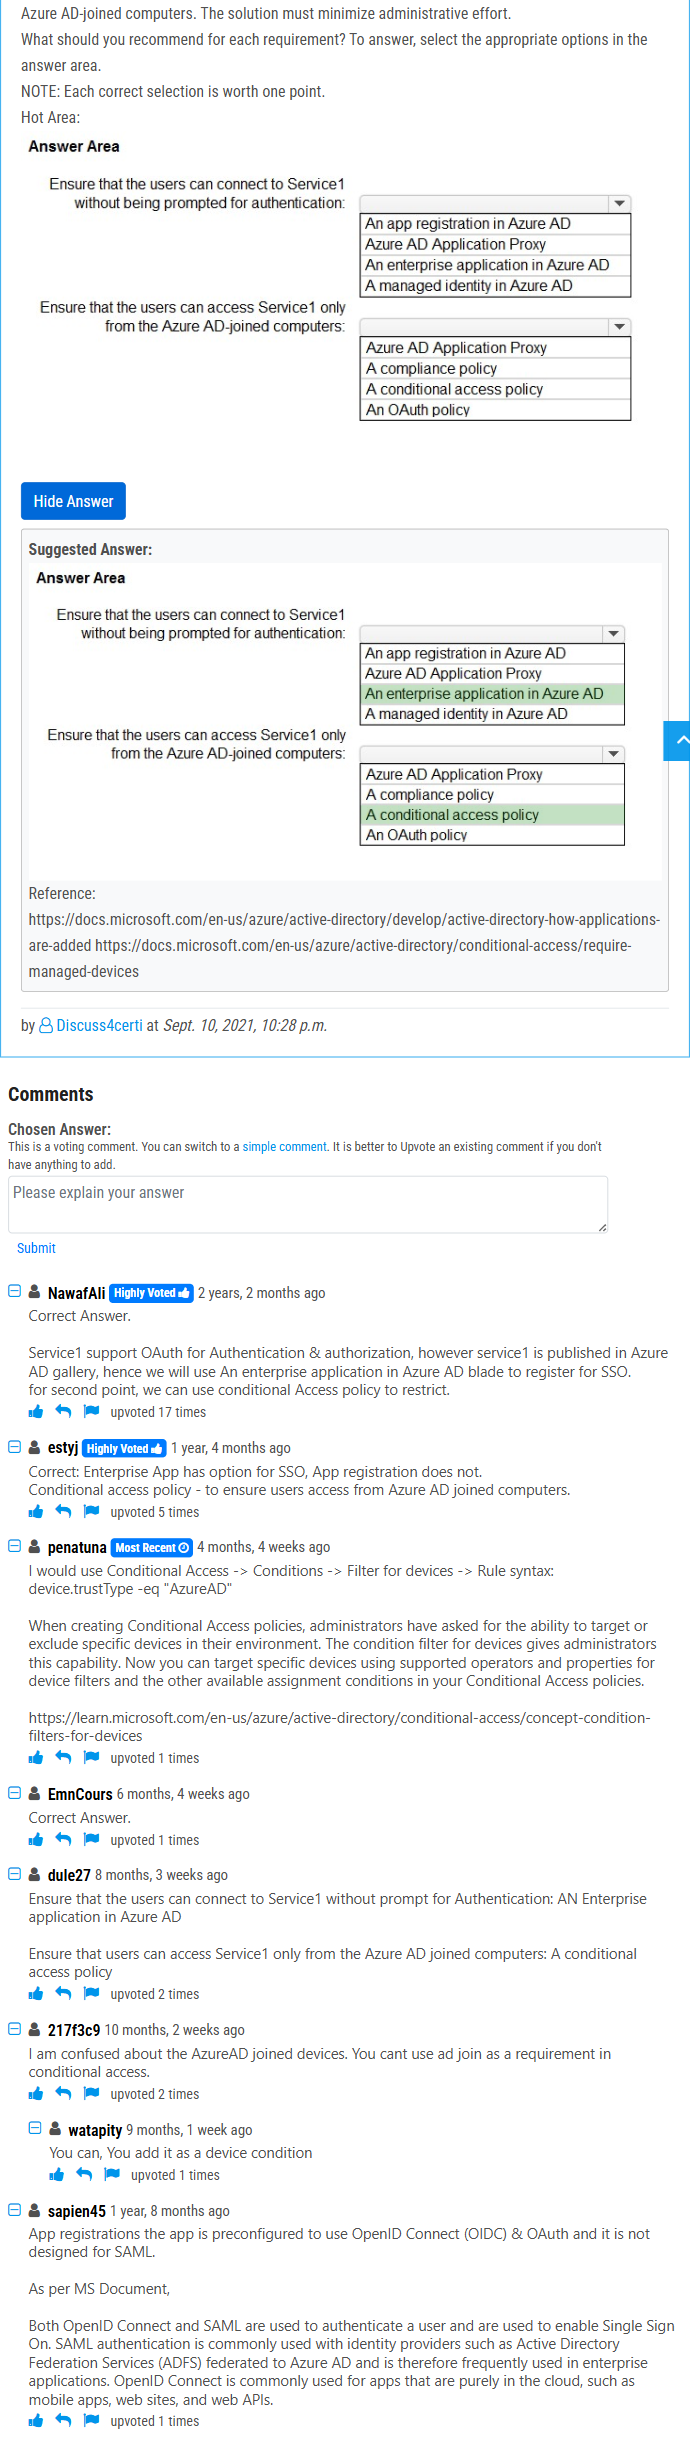 Azure AD-joined computers. The solution must minimize administrative effort.
What should you recommend for each requirement? To answer, select the appropriate options in the
answer area.
NOTE: Each correct selection is worth one point.
Hot Area:
Answer Area
Ensure that the users can connect to Service1
without being prompted for authentication:
An app registration in Azure AD
Azure AD Application Proxy
An enterprise application in Azure AD
A managed identity in Azure AD
Ensure that the users can access Service1 only
from the Azure AD-joined computers:
Azure AD Application Proxy
A compliance policy
A conditional access policy
An OAuth policy
Hide Answer
Suggested Answer:
Answer Area
Ensure that the users can connect to Service1
without being prompted for authentication:
An app registration in Azure AD
Azure AD Application Proxy
An enterprise application in Azure AD
A managed identity in Azure AD
Ensure that the users can access Service1 only
from the Azure AD-joined computers:
Azure AD Application Proxy
A compliance policy
A conditional access policy
An OAuth policy
Reference:
https://docs.microsoft.com/en-us/azure/active-directory/develop/active-directory-how-applications-
are-added https://docs.microsoft.com/en-us/azure/active-directory/conditional-access/require-
managed-devices
by Discuss4certi at Sept. 10, 2021, 10:28 p.m.
Comments
Chosen Answer:
This is a voting comment. You can switch to a simple comment. It is better to Upvote an existing comment if you don't
have anything to add.
Please explain your answer
Submit
NawafAli Highly Voted 2 years, 2 months ago
Correct Answer.
Service1 support OAuth for Authentication & authorization, however service1 is published in Azure
AD gallery, hence we will use An enterprise application in Azure AD blade to register for SSO.
for second point, we can use conditional Access policy to restrict.
upvoted 17 times
estyj Highly Voted 1 year, 4 months ago
Correct: Enterprise App has option for SSO, App registration does not.
Conditional access policy - to ensure users access from Azure AD joined computers.
upvoted 5 times
penatuna Most Recent 4 months, 4 weeks ago
I would use Conditional Access -> Conditions -> Filter for devices -> Rule syntax:
device.trustType -eq "AzureAD"
When creating Conditional Access policies, administrators have asked for the ability to target or
exclude specific devices in their environment. The condition filter for devices gives administrators
this capability. Now you can target specific devices using supported operators and properties for
device filters and the other available assignment conditions in your Conditional Access policies.
https://learn.microsoft.com/en-us/azure/active-directory/conditional-access/concept-condition-
filters-for-devices
upvoted 1 times
EmnCours 6 months, 4 weeks ago
Correct Answer.
upvoted 1 times
dule27 8 months, 3 weeks ago
Ensure that the users can connect to Service1 without prompt for Authentication: AN Enterprise
application in Azure AD
Ensure that users can access Service1 only from the Azure AD joined computers: A conditional
access policy
upvoted 2 times
217f3c9 10 months, 2 weeks ago
I am confused about the AzureAD joined devices. You cant use ad join as a requirement in
conditional access.
upvoted 2 times
watapity 9 months, 1 week ago
You can, You add it as a device condition
upvoted 1 times
sapien45 1 year, 8 months ago
App registrations the app is preconfigured to use OpenID Connect (OIDC) & OAuth and it is not
designed for SAML.
As per MS Document,
Both OpenID Connect and SAML are used to authenticate a user and are used to enable Single Sign
On. SAML authentication is commonly used with identity providers such as Active Directory
Federation Services (ADFS) federated to Azure AD and is therefore frequently used in enterprise
applications. OpenID Connect is commonly used for apps that are purely in the cloud, such as
mobile apps, web sites, and web APIs.
upvoted 1 times